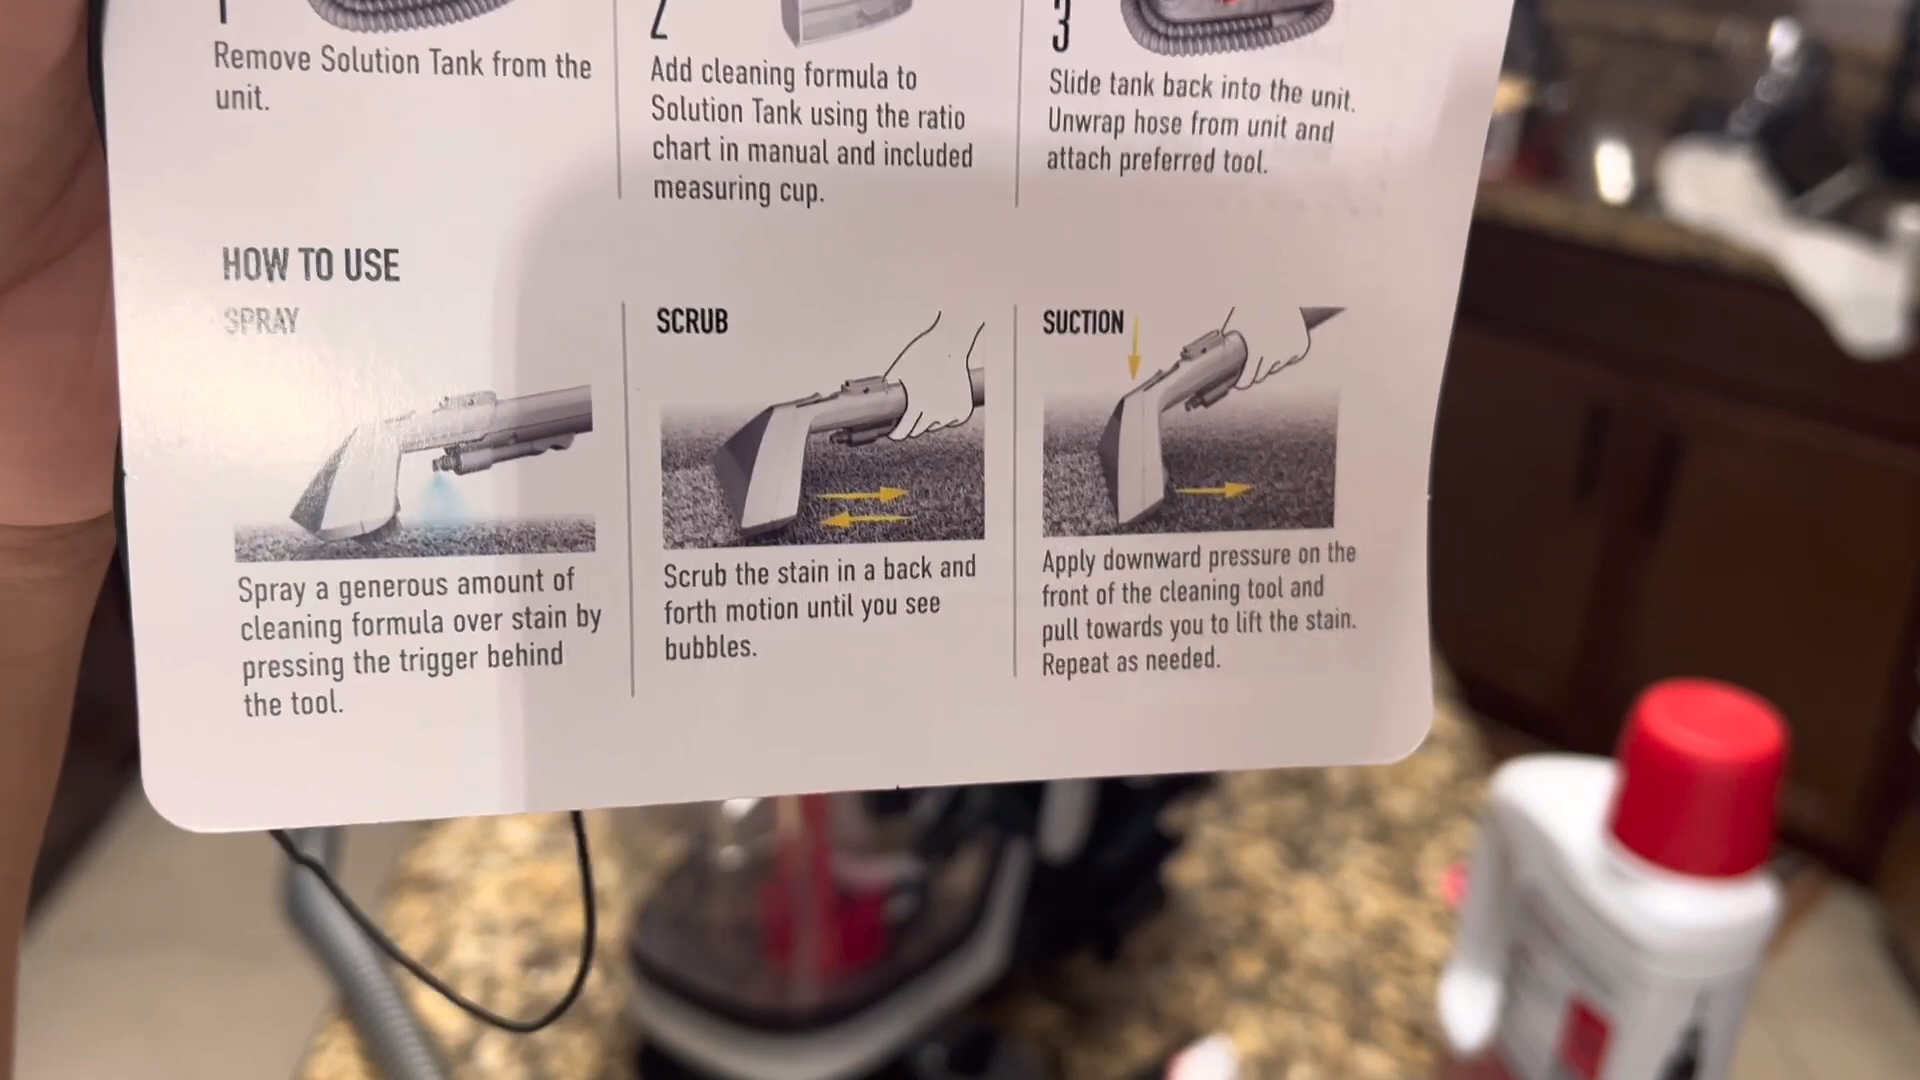 1
Remove Solution Tank from the
unit.
2
Add cleaning formula to
Solution Tank using the ratio
chart in manual and included
measuring cup.
3
Slide tank back into the unit.
Unwrap hose from unit and
attach preferred tool.
HOW TO USE
SPRAY
Spray a generous amount of
cleaning formula over stain by
pressing the trigger behind
the tool.
SCRUB
Scrub the stain in a back and
forth motion until you see
bubbles.
SUCTION
Apply downward pressure on the
front of the cleaning tool and
pull towards you to lift the stain.
Repeat as needed.